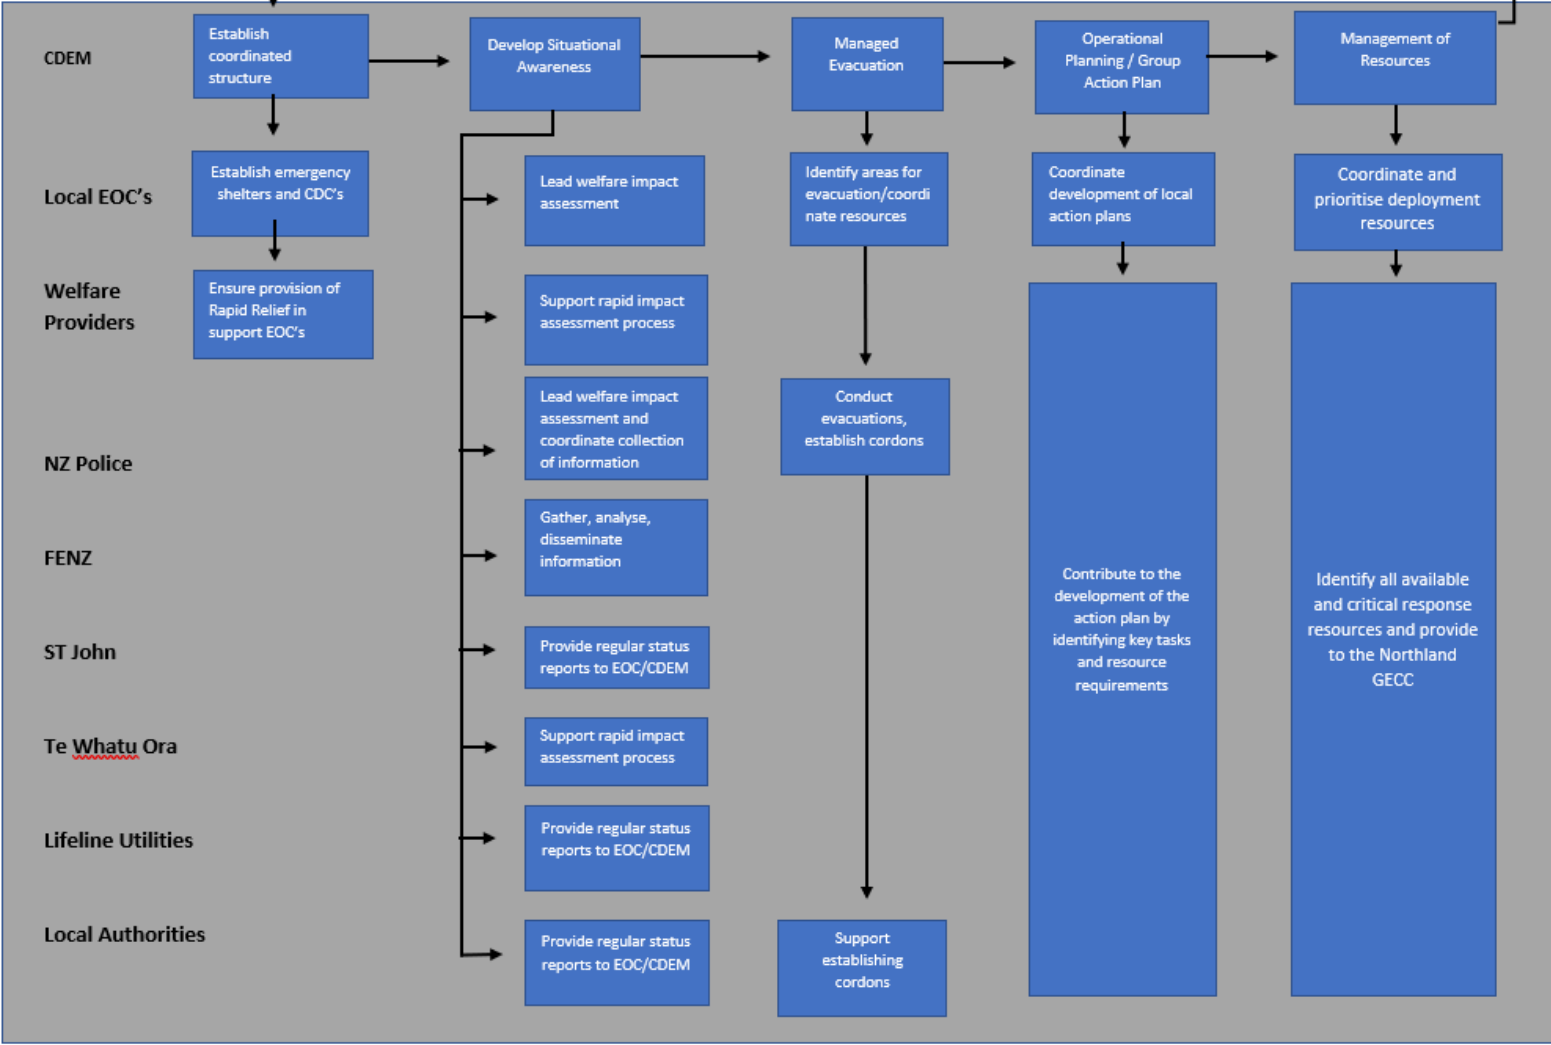 CDEM
Establish
coordinated
structure
Develop Situational
Awareness
Managed
Evacuation
Operational
Planning / Group
Action Plan
Management of
Resources
Local EOC's
Establish emergency
shelters and CDC's
Lead welfare impact
assessment
Identify areas for
evacuation/coordi
nate resources
Coordinate
development of local
action plans
Coordinate and
prioritise deployment
resources
Welfare
Providers
Ensure provision of
Rapid Relief in
support EOC's
Support rapid impact
assessment process
NZ Police
Lead welfare impact
assessment and
coordinate collection
of information
Conduct
evacuations,
establish cordons
FENZ
Gather, analyse,
disseminate
information
Contribute to the
development of the
action plan by
identifying key tasks
and resource
requirements
Identify all available
and critical response
resources and provide
to the Northland
GECC
ST John
Provide regular status
reports to EOC/CDEM
Te Whatu Ora
Support rapid impact
assessment process
Lifeline Utilities
Provide regular status
reports to EOC/CDEM
Local Authorities
Provide regular status
reports to EOC/CDEM
Support
establishing
cordons